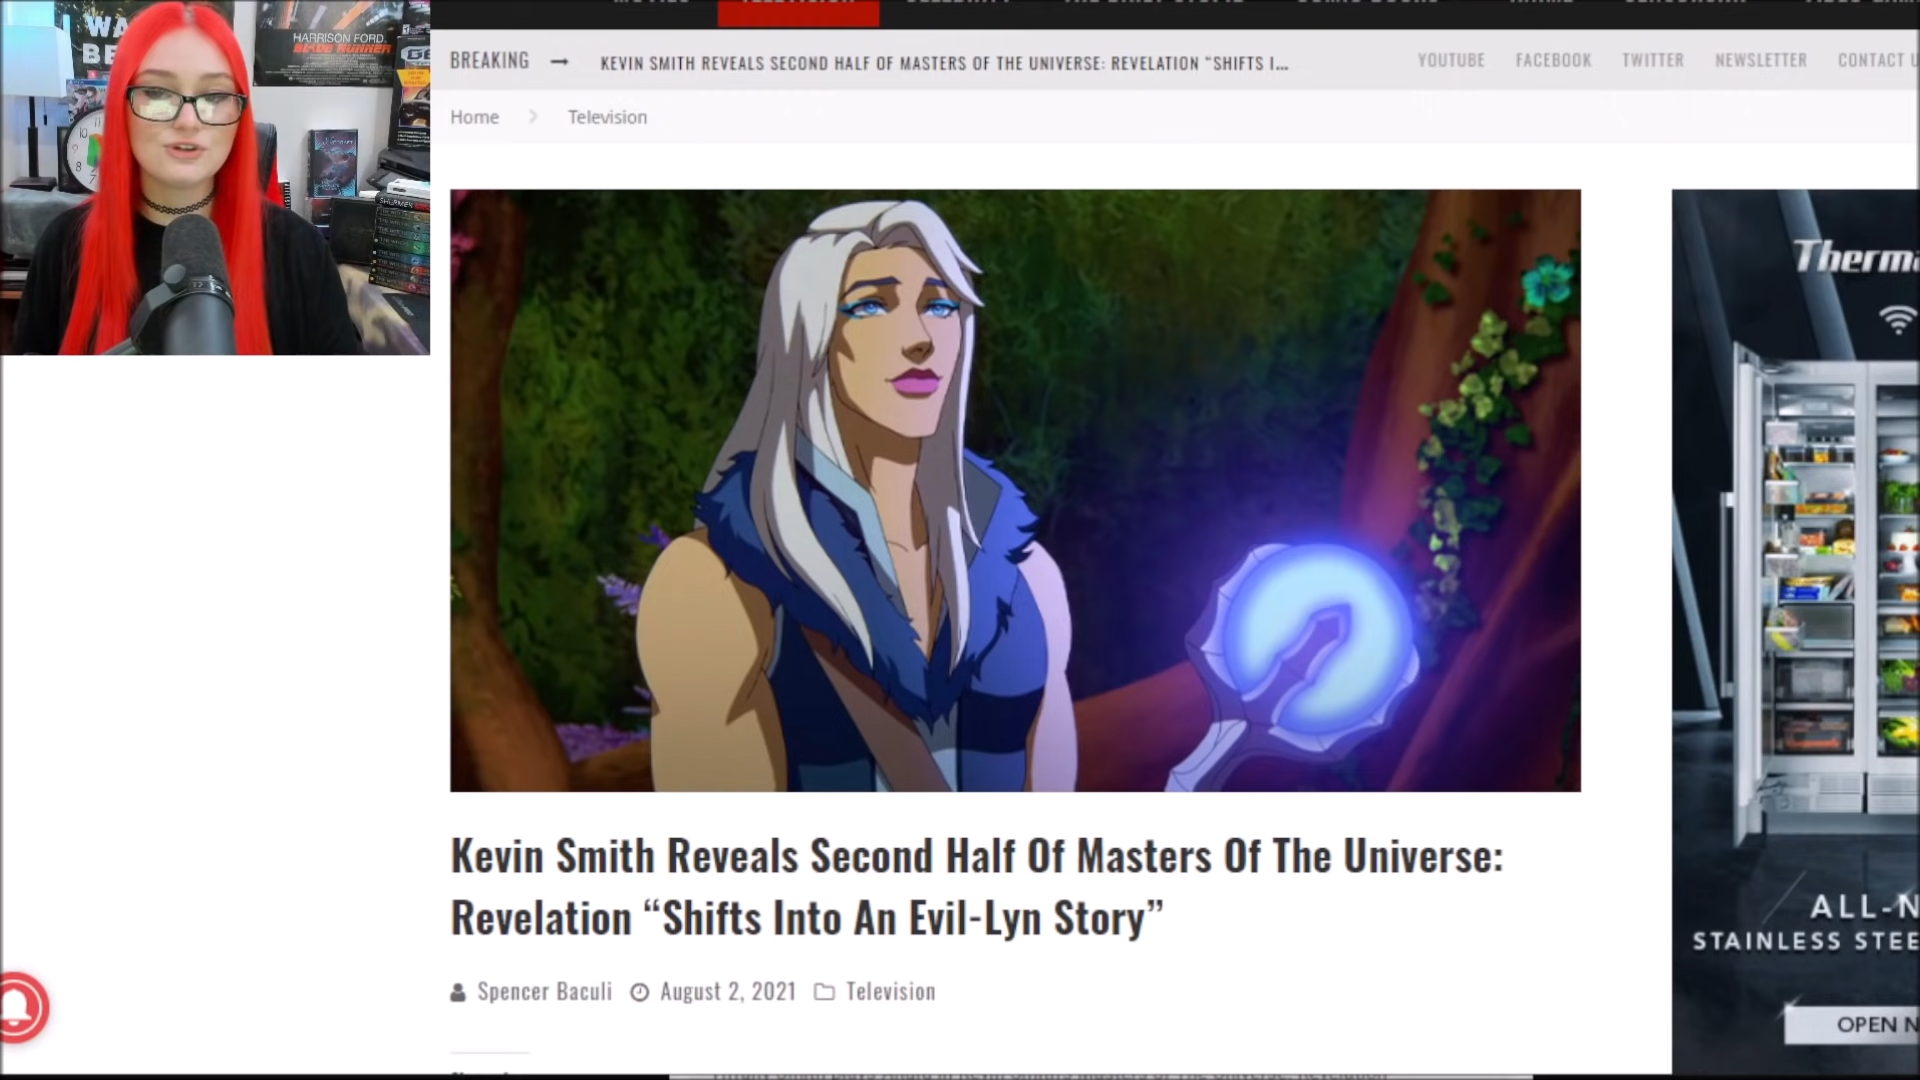 WA
BE
HARRISON FORD.
BLADE RUNNER
BREAKING → KEVIN SMITH REVEALS SECOND HALF OF MASTERS OF THE UNIVERSE: REVELATION "SHIFTS I...
YOUTUBE FACEBOOK TWITTER NEWSLETTER CONTACT U
Home > Television
Therma
Kevin Smith Reveals Second Half Of Masters Of The Universe:
Revelation “Shifts Into An Evil-Lyn Story”
Spencer Baculi August 2, 2021 Television
ALL-N
STAINLESS STEE
OPEN N